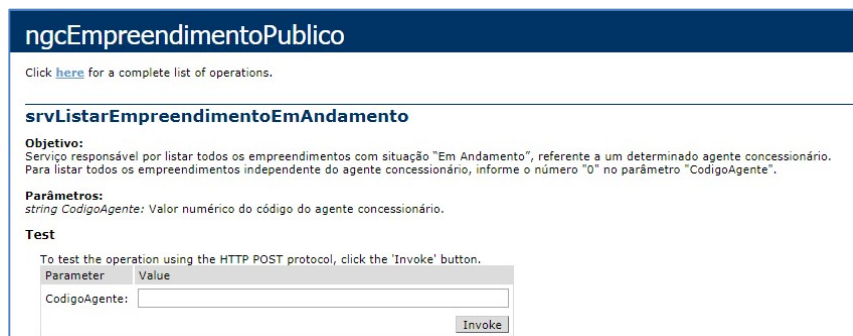 ngcEmpreendimentoPublico
Click here for a complete list of operations.
srvListarEmpreendimentoEmAndamento
Objetivo:
Serviço responsável por listar todos os empreendimentos com situação "Em Andamento", referente a um determinado agente concessionário.
Para listar todos os empreendimentos independente do agente concessionário, informe o número "0" no parâmetro "CodigoAgente".
Parâmetros:
string CodigoAgente: Valor numérico do código do agente concessionário.
Test
To test the operation using the HTTP POST protocol, click the 'Invoke' button.
Parameter Value
CodigoAgente:
Invoke